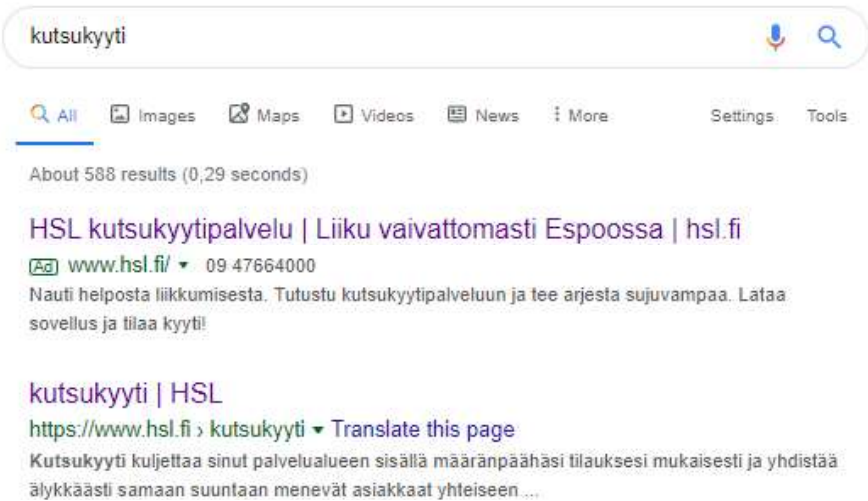 kutsukyyti
All Images Maps Videos News More Settings Tools
About 588 results (0,29 seconds)
HSL kutsukyytipalvelu | Liiku vaivattomasti Espoossa | hsl.fi
Ad www.hsl.fi/ 09 47664000
Nauti helposta liikkumisesta. Tutustu kutsukyytipalveluun ja tee arjesta sujuvampaa. Lataa
sovellus ja tilaa kyyti!
kutsukyyti | HSL
https://www.hsl.fi › kutsukyyti Translate this page
Kutsukyyti kuljettaa sinut palvelualueen sisällä määränpäähäsi tilauksesi mukaisesti ja yhdistää
älykkäästi samaan suuntaan menevät asiakkaat yhteiseen ...